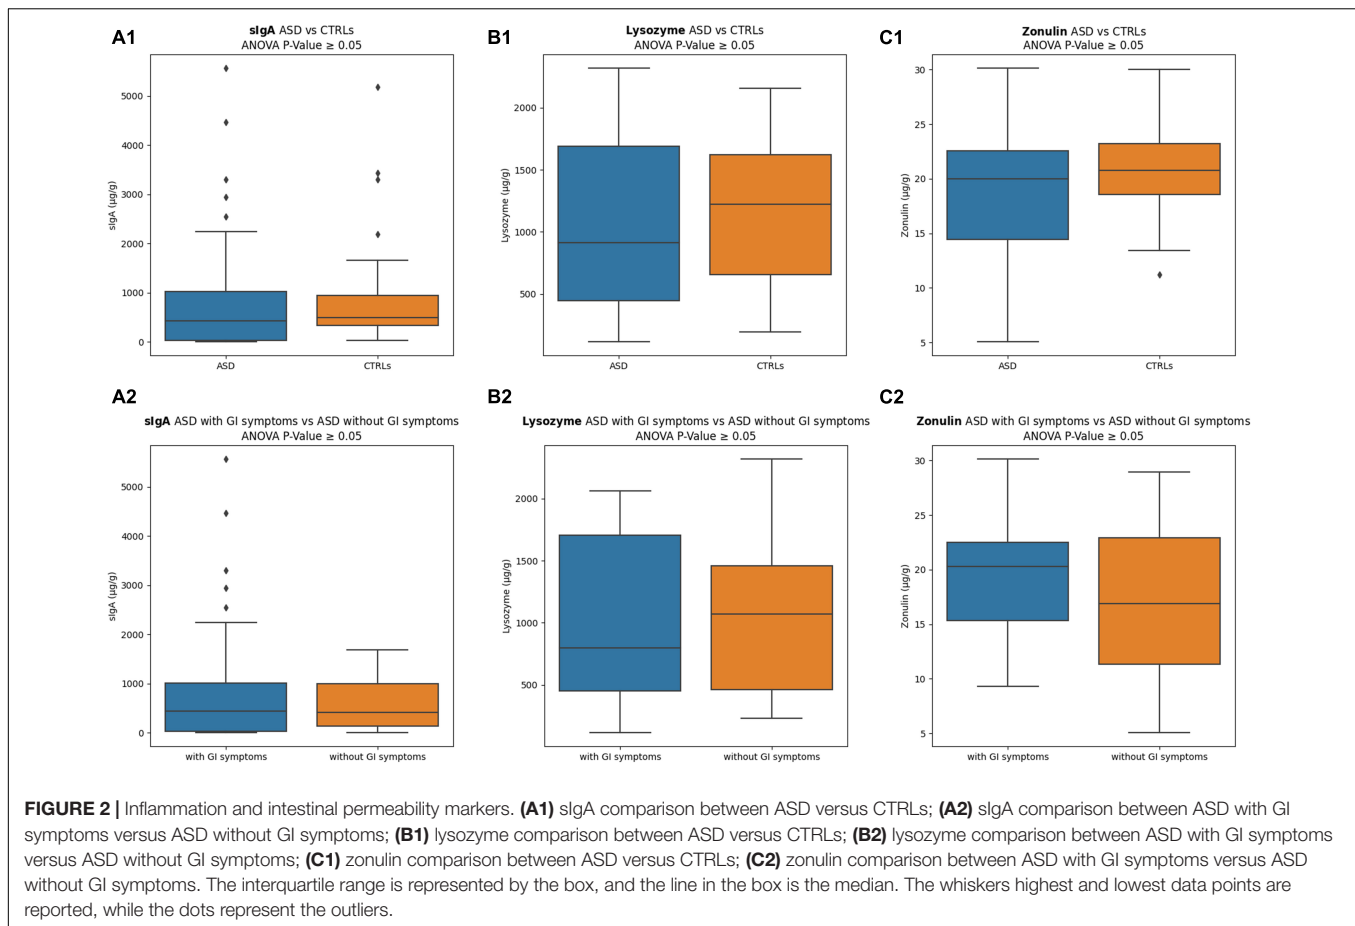 A1
sIgA ASD vs CTRLs
ANOVA P-Value ≥ 0.05
sIgA (µg/g)
5000
4000
3000
2000
1000
0
ASD
CTRLs
B1
Lysozyme ASD vs CTRLs
ANOVA P-Value ≥ 0.05
Lysozyme (µg/g)
2000
1500
1000
500
ASD
CTRLs
C1
Zonulin ASD vs CTRLs
ANOVA P-Value ≥ 0.05
Zonulin (µg/g)
30
25
20
15
10
5
ASD
CTRLs
A2
sIgA ASD with GI symptoms vs ASD without GI symptoms
ANOVA P-Value ≥ 0.05
sIgA (µg/g)
5000
4000
3000
2000
1000
0
with GI symptoms
without GI symptoms
B2
Lysozyme ASD with GI symptoms vs ASD without GI symptoms
ANOVA P-Value ≥ 0.05
Lysozyme (µg/g)
2000
1500
1000
500
with GI symptoms
without GI symptoms
C2
Zonulin ASD with GI symptoms vs ASD without GI symptoms
ANOVA P-Value ≥ 0.05
Zonulin (µg/g)
30
25
20
15
10
5
with GI symptoms
without GI symptoms
FIGURE 2 | Inflammation and intestinal permeability markers. (A1) sIgA comparison between ASD versus CTRLs; (A2) sIgA comparison between ASD with GI
symptoms versus ASD without GI symptoms; (B1) lysozyme comparison between ASD versus CTRLs; (B2) lysozyme comparison between ASD with GI symptoms
versus ASD without GI symptoms; (C1) zonulin comparison between ASD versus CTRLs; (C2) zonulin comparison between ASD with GI symptoms versus ASD
without GI symptoms. The interquartile range is represented by the box, and the line in the box is the median. The whiskers highest and lowest data points are
reported, while the dots represent the outliers.